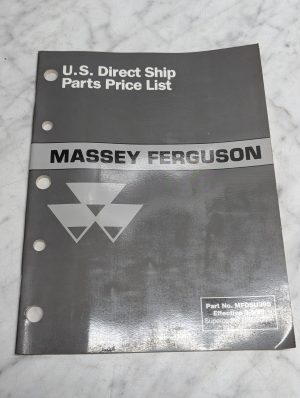 U.S. Direct Ship
Parts Price List
MASSEY FERGUSON
Part No.
Effective